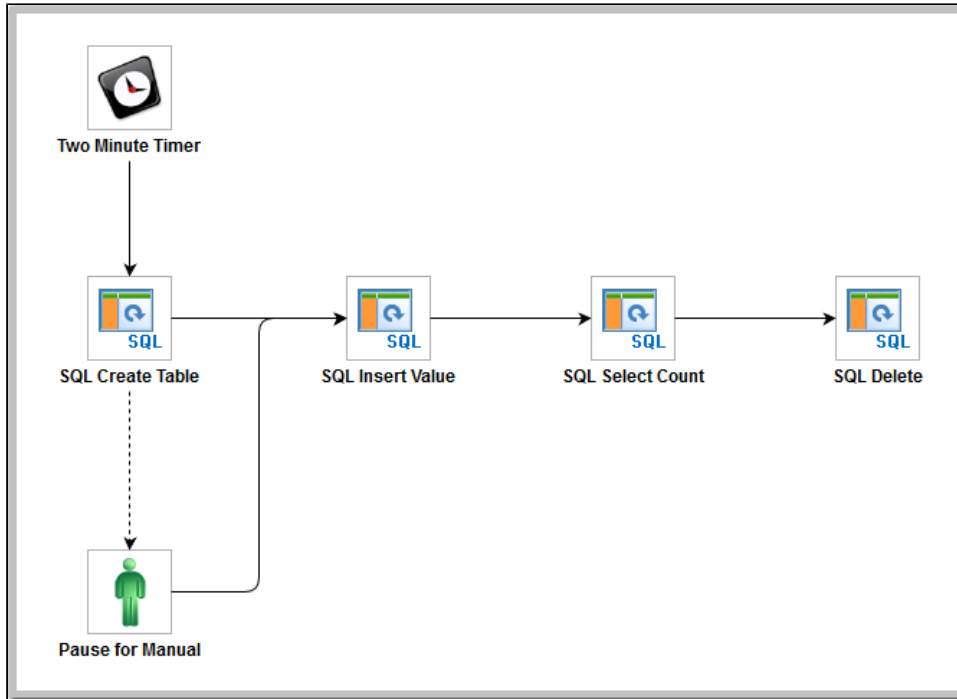 Two Minute Timer
SQL
SQL
SQL
SQL
SQL Create Table
SQL Insert Value
SQL Select Count
SQL Delete
Pause for Manual